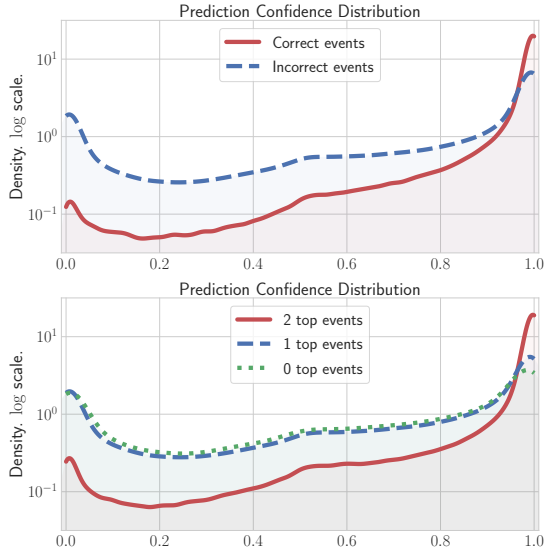 Prediction Confidence Distribution
Correct events
Incorrect events
Density. log scale.
10^1
10^0
10^{-1}
0.0 0.2 0.4 0.6 0.8 1.0
Prediction Confidence Distribution
2 top events
1 top events
0 top events
Density. log scale.
10^1
10^0
10^{-1}
0.0 0.2 0.4 0.6 0.8 1.0